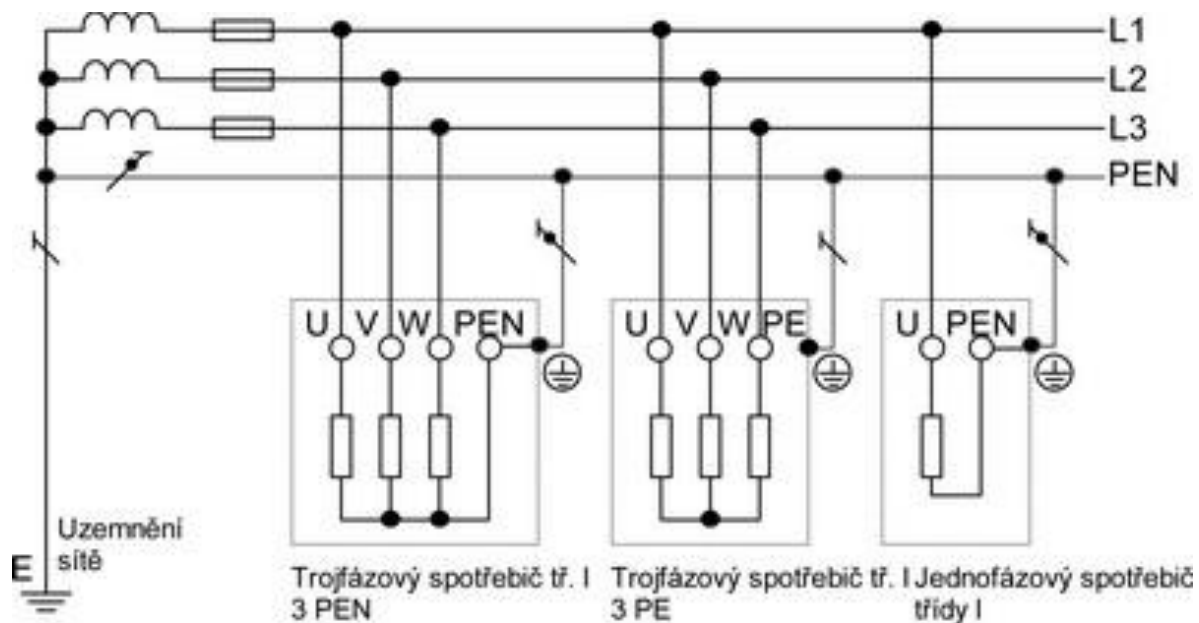 L1
L2
L3
PEN
U V W PEN
U V W PE
U PEN
Uzemnění
sítě
E
Trojfázový spotřebič tř. I
3 PEN
Trojfázový spotřebič tř. I
3 PE
Jednofázový spotřebič
třídy I